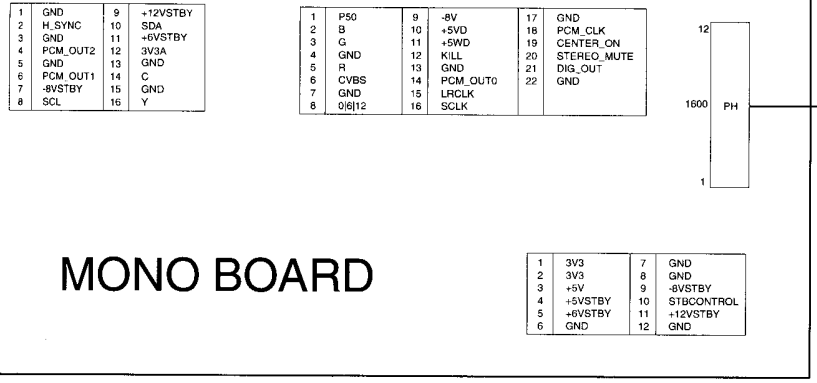 1 GND 9 +12VSTBY
2 H_SYNC 10 SDA
3 GND 11 +6VSTBY
4 PCM_OUT2 12 3V3A
5 GND 13 GND
6 PCM_OUT1 14 C
7 -8VSTBY 15 GND
8 SCL 16 Y
1 P50 9 -8V 17 GND
2 B 10 +5VD 18 PCM_CLK
3 G 11 +5WD 19 CENTER_ON
4 GND 12 KILL 20 STEREO_MUTE
5 R 13 GND 21 DIG_OUT
6 CVBS 14 PCM_OUT0 22 GND
7 GND 15 LRCLK
8 0|6|12 16 SCLK
12
1600 PH
1
MONO BOARD
1 3V3 7 GND
2 3V3 8 GND
3 +5V 9 -8VSTBY
4 +5VSTBY 10 STBCONTROL
5 +6VSTBY 11 +12VSTBY
6 GND 12 GND